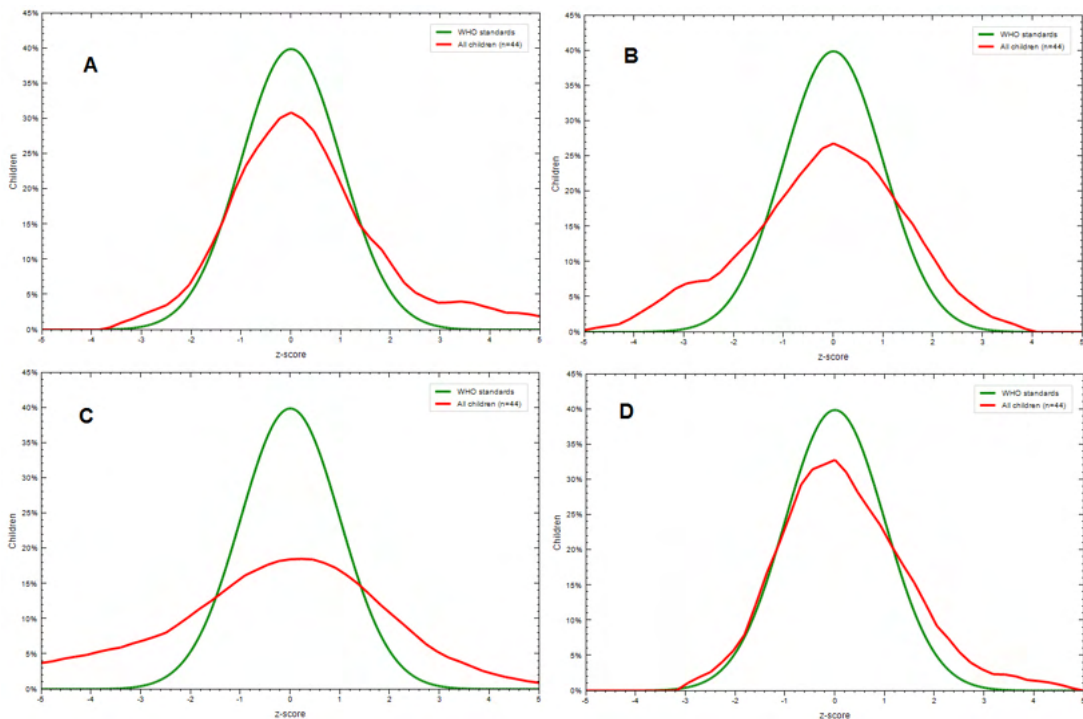 A
45%
40%
35%
30%
25%
20%
15%
10%
5%
0%
Children
-5 -4 -3 -2 -1 0 1 2 3 4 5
z-score
WHO standards
All children (n=44)
B
45%
40%
35%
30%
25%
20%
15%
10%
5%
0%
Children
-5 -4 -3 -2 -1 0 1 2 3 4 5
z-score
WHO standards
All children (n=44)
C
45%
40%
35%
30%
25%
20%
15%
10%
5%
0%
Children
-5 -4 -3 -2 -1 0 1 2 3 4 5
z-score
WHO standards
All children (n=44)
D
45%
40%
35%
30%
25%
20%
15%
10%
5%
0%
Children
-5 -4 -3 -2 -1 0 1 2 3 4 5
z-score
WHO standards
All children (n=44)